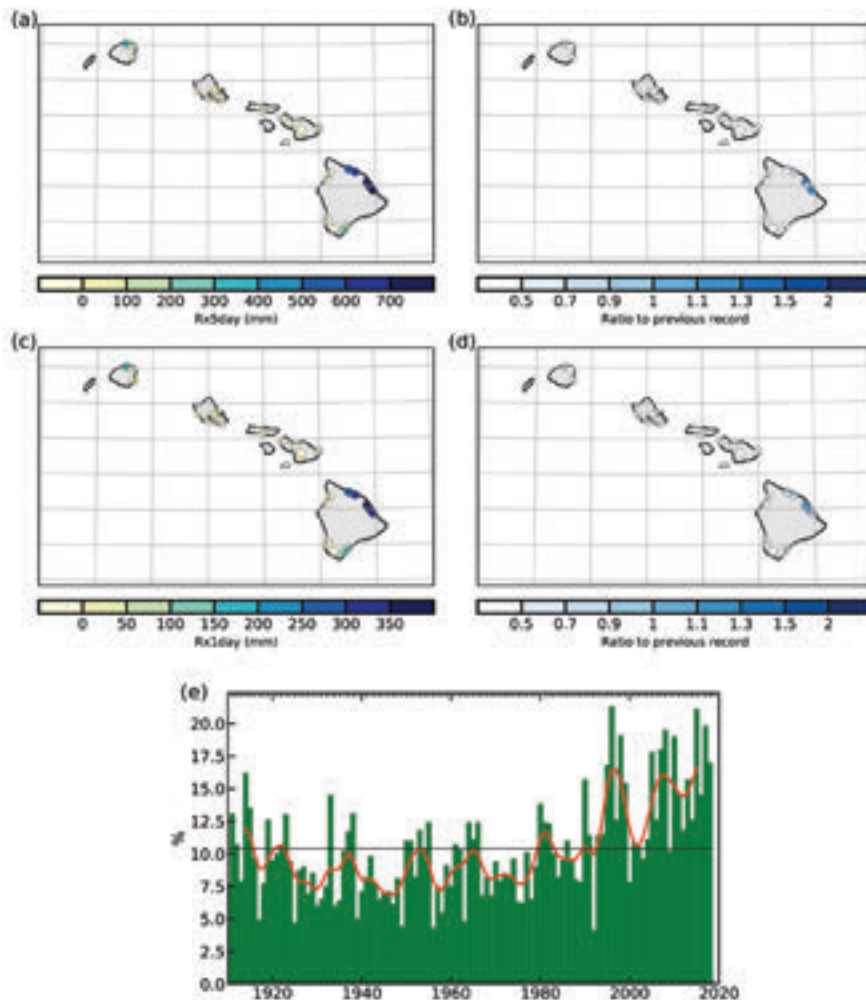 (a)
(b)
0 100 200 300 400 500 600 700
Rx5day (mm)
0.5 0.7 0.9 1 1.1 1.3 1.5 2
Ratio to previous record
(c)
(d)
0 50 100 150 200 250 300 350
Rx1day (mm)
0.5 0.7 0.9 1 1.1 1.3 1.5 2
Ratio to previous record
(e)
20.0
17.5
15.0
12.5
%
10.0
7.5
5.0
2.5
0.0
1920 1940 1960 1980 2000 2020